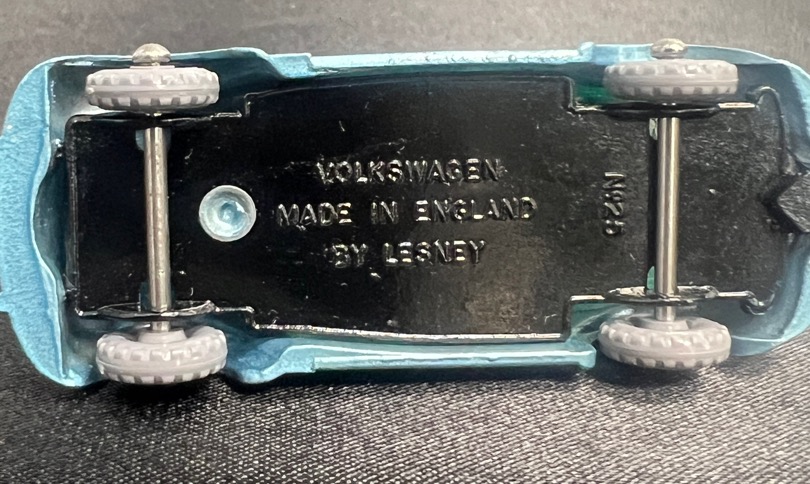 VOLKSWAGEN
MADE IN ENGLAND
BY LESNEY
No25